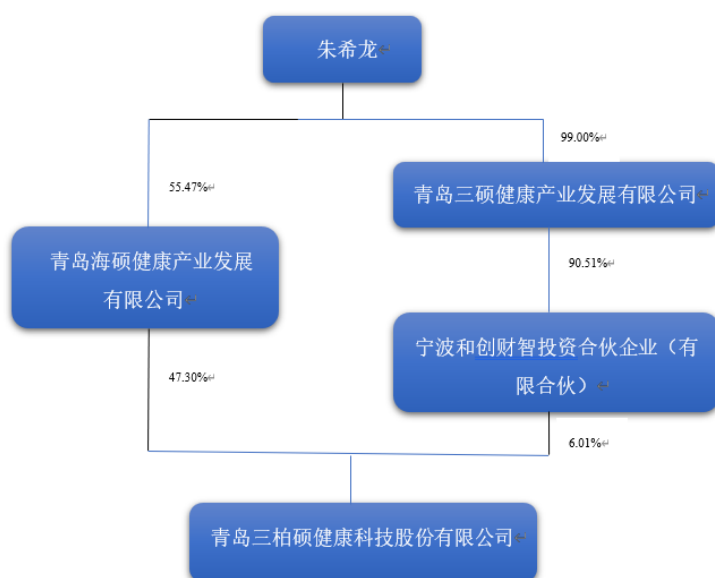 朱希龙
99.00%
55.47%
青岛三硕健康产业发展有限公司
青岛海硕健康产业发展
有限公司
90.51%
宁波和创财智投资合伙企业（有
限合伙）
47.30%
6.01%
青岛三柏硕健康科技股份有限公司